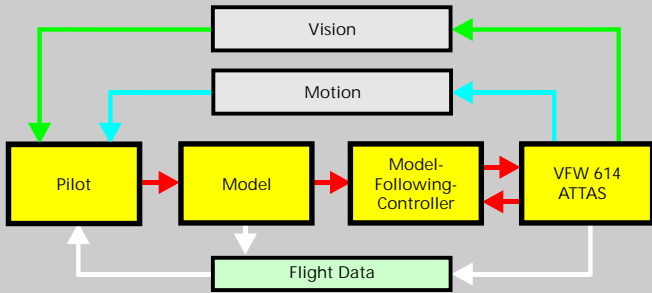 Vision
Motion
Pilot
Model
Model-
Following-
Controller
VFW 614
ATTAS
Flight Data